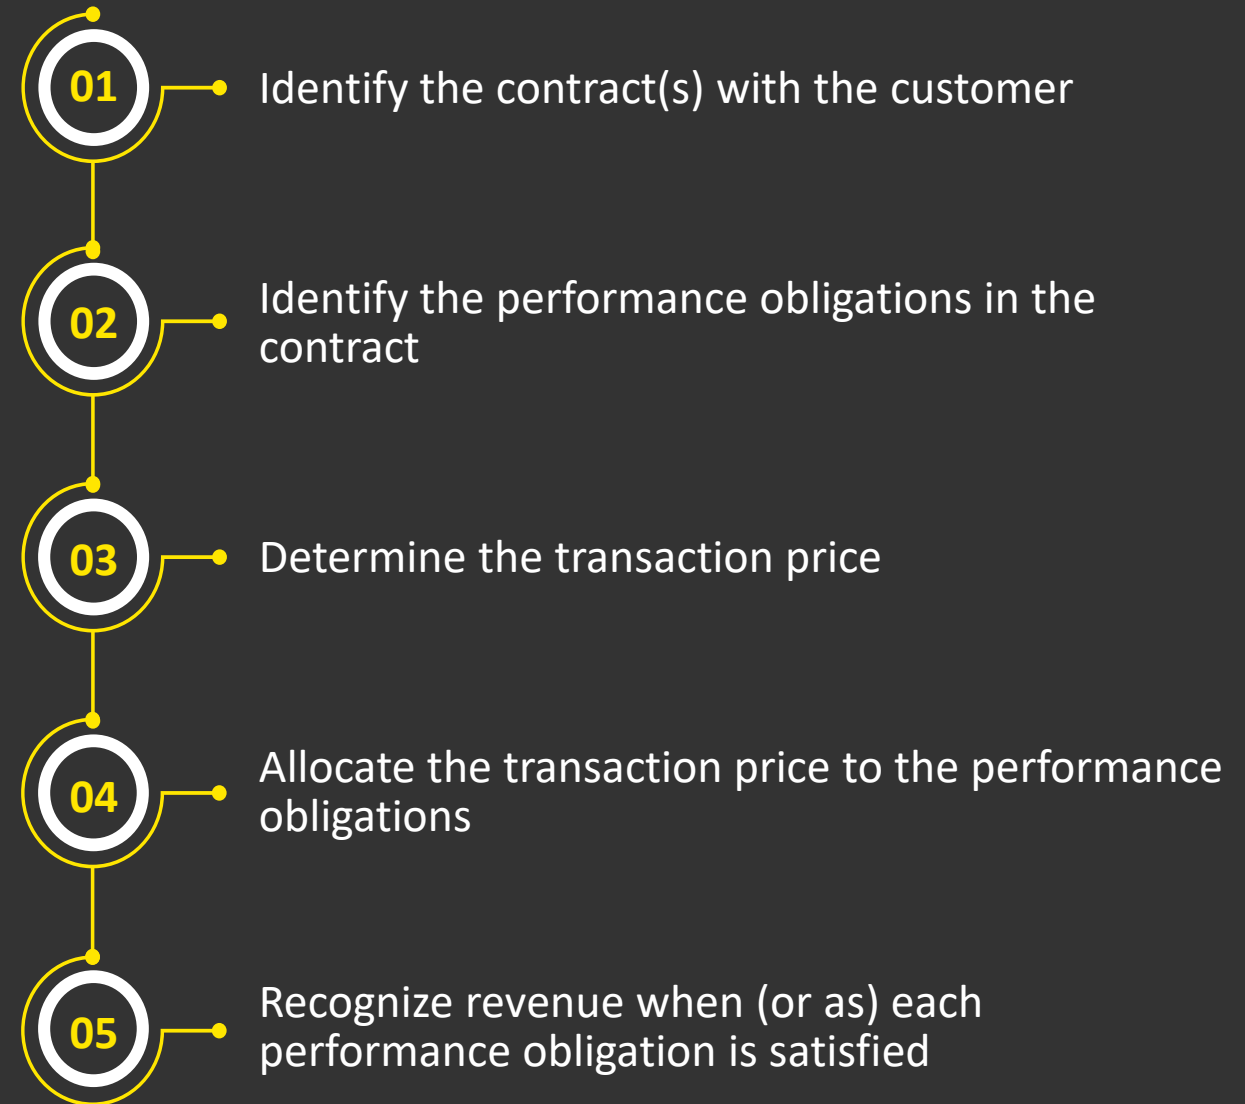 01
Identify the contract(s) with the customer
02
Identify the performance obligations in the
contract
03
Determine the transaction price
04
Allocate the transaction price to the performance
obligations
05
Recognize revenue when (or as) each
performance obligation is satisfied